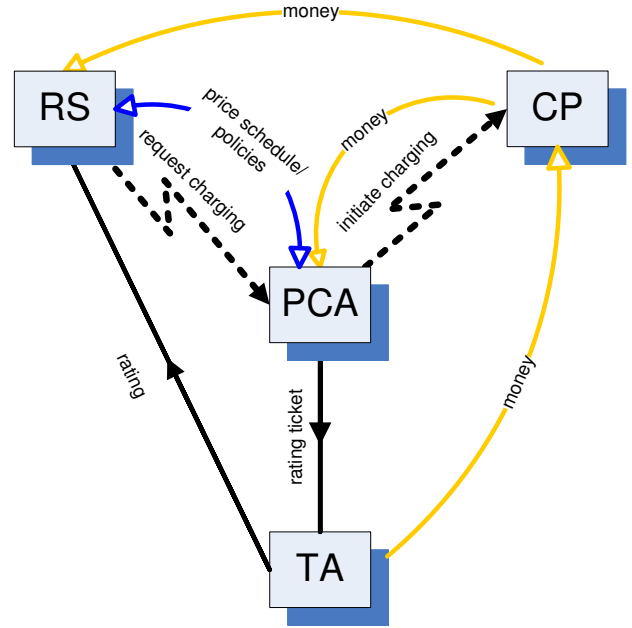 money
RS
CP
price schedule/
policies
money
request charging
initiate charging
PCA
rating
rating ticket
money
TA